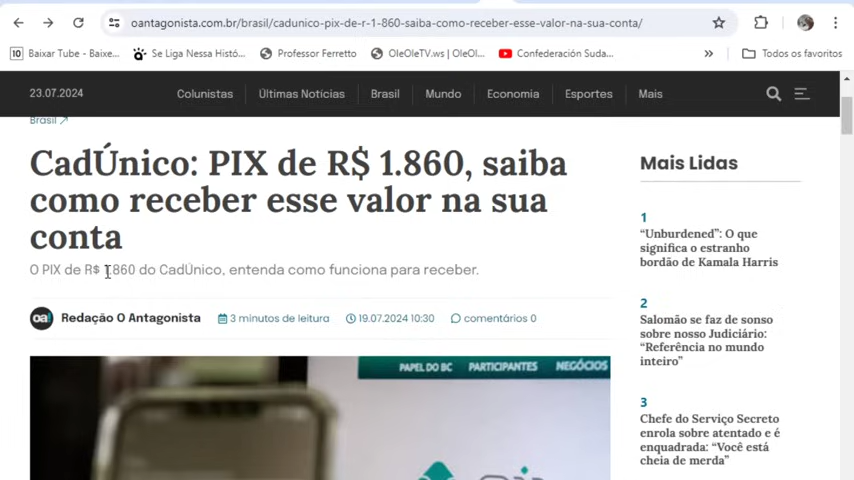 oantagonista.com.br/brasil/cadunico-pix-de-r-1-860-saiba-como-receber-esse-valor-na-sua-conta/
10 Baixar Tube - Baixe... Se Liga Nessa Histó... Professor Ferretto OleOleTV.ws | OleOl... Confederación Suda... » Todos os favoritos
23.07.2024 Colunistas Últimas Notícias Brasil Mundo Economia Esportes Mais
Brasil
CadÚnico: PIX de R$ 1.860, saiba
como receber esse valor na sua
conta
O PIX de R$ 1.860 do CadÚnico, entenda como funciona para receber.
oa! Redação O Antagonista 3 minutos de leitura 19.07.2024 10:30 comentários 0
PAPEL DO BC PARTICIPANTES NEGÓCIOS
Mais Lidas
1
“Unburdened”: O que
significa o estranho
bordão de Kamala Harris
2
Salomão se faz de sonso
sobre nosso Judiciário:
“Referência no mundo
inteiro”
3
Chefe do Serviço Secreto
enrola sobre atentado e é
enquadrada: “Você está
cheia de merda”